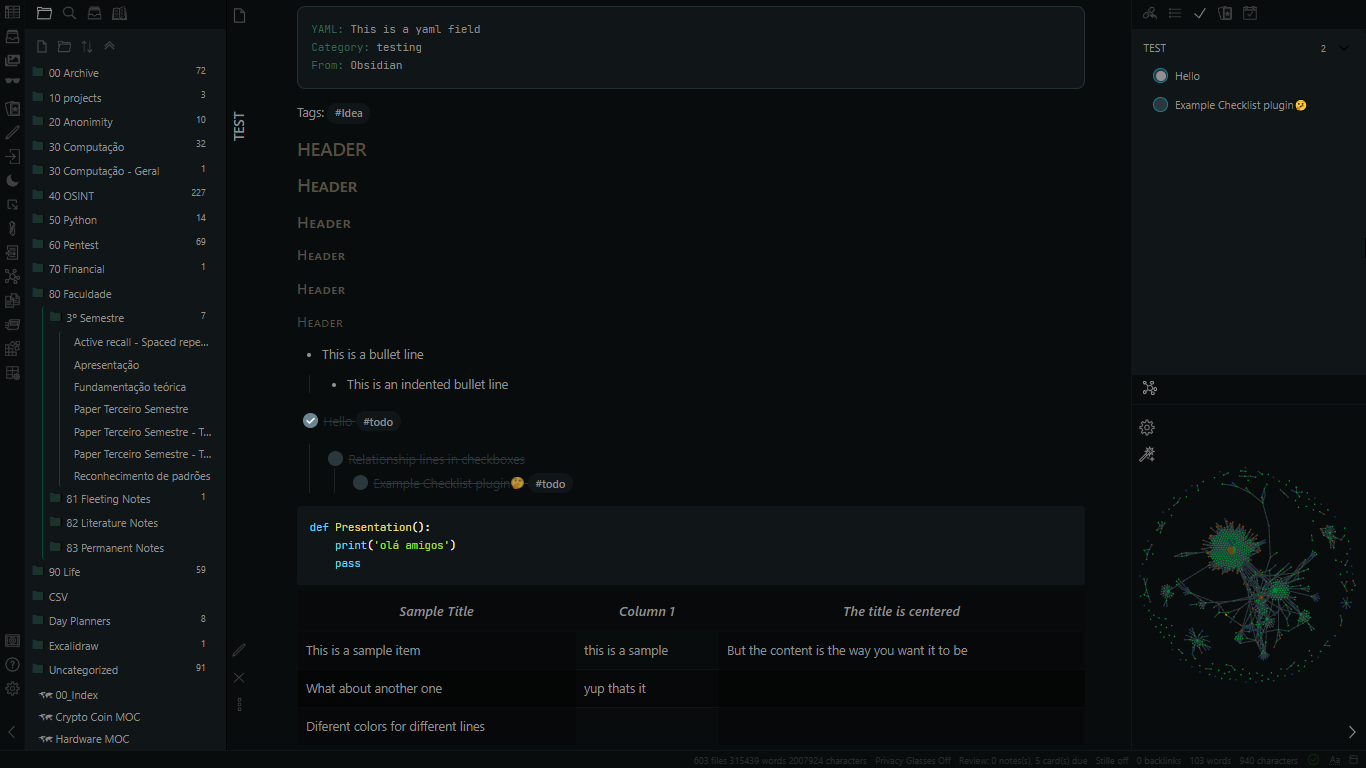 00 Archive 72
10 projects 3
20 Anonimity 10
30 Computação 32
30 Computação - Geral 1
40 OSINT 227
50 Python 14
60 Pentest 69
70 Financial 1
80 Faculdade
3º Semestre 7
Active recall - Spaced repe...
Apresentação
Fundamentação teórica
Paper Terceiro Semestre
Paper Terceiro Semestre - T...
Paper Terceiro Semestre - T...
Reconhecimento de padrões
81 Fleeting Notes 1
82 Literature Notes
83 Permanent Notes
90 Life 59
CSV
Day Planners 8
Excalidraw 1
Uncategorized 91
00_Index
Crypto Coin MOC
Hardware MOC
TEST
YAML: This is a yaml field
Category: testing
From: Obsidian
Tags: #Idea
HEADER
HEADER
HEADER
HEADER
HEADER
HEADER
• This is a bullet line
• This is an indented bullet line
Hello #todo
Relationship lines in checkboxes
Example Checklist plugin🤔 #todo
def Presentation():
print('olá amigos')
pass
Sample Title Column 1 The title is centered
This is a sample item this is a sample But the content is the way you want it to be
What about another one yup thats it
Diferent colors for different lines
TEST 2
Hello
Example Checklist plugin🤔
603 files 315439 words 2007924 characters Privacy Glasses Off Review: 0 note(s), 5 card(s) due Stille off 0 backlinks 103 words 940 characters Aa